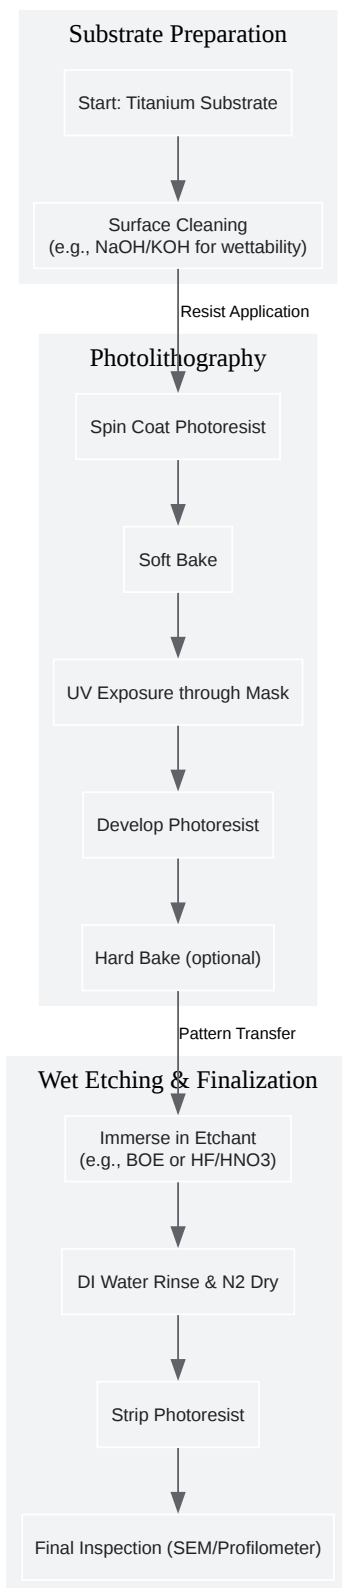 Substrate Preparation
Start: Titanium Substrate
Surface Cleaning
(e.g., NaOH/KOH for wettability)
Resist Application
Photolithography
Spin Coat Photoresist
Soft Bake
UV Exposure through Mask
Develop Photoresist
Hard Bake (optional)
Pattern Transfer
Wet Etching & Finalization
Immerse in Etchant
(e.g., BOE or HF/HNO3)
DI Water Rinse & N2 Dry
Strip Photoresist
Final Inspection (SEM/Profilometer)